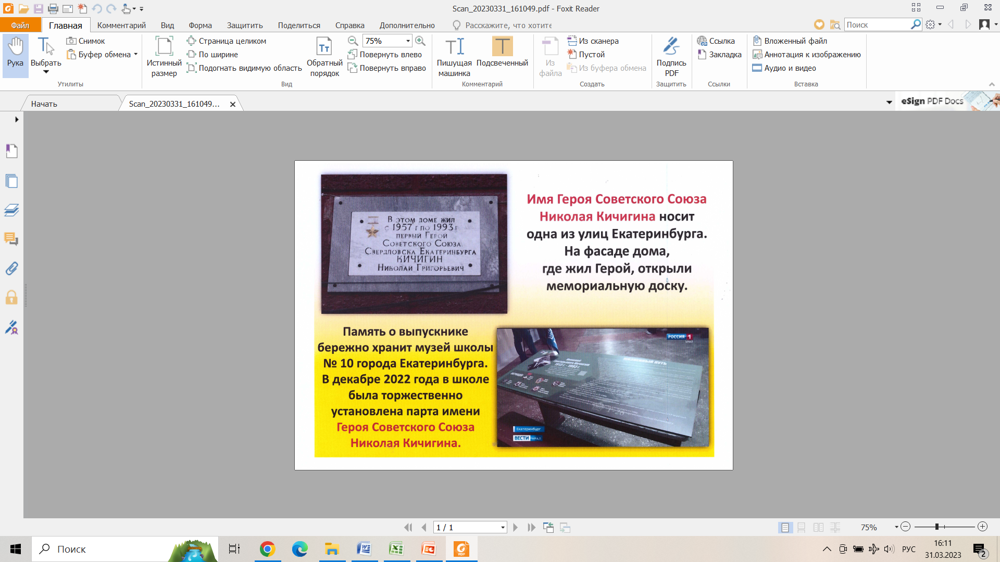 Scan_20230331_161049.pdf - Foxit Reader
Файл
Главная
Комментарий
Вид
Форма
Защитить
Поделиться
Справка
Дополнительно
Расскажите, что хотите
Поиск
Рука
Выбрать
Снимок
Буфер обмена
Утилиты
Истинный размер
Страница целиком
По ширине
Подогнать видимую область
Обратный порядок
75%
Повернуть влево
Повернуть вправо
Вид
Пишущая машинка
Подсвеченный
Комментарий
Из файла
Из сканера
Пустой
Из буфера обмена
Создать
Подпись PDF
Защитить
Ссылка
Закладка
Ссылки
Вложенный файл
Аннотация к изображению
Аудио и видео
Вставка
Начать
Scan_20230331_161049...
eSign PDF Docs
В этом доме жил
с 1957 г по 1993 г
первый Герой
Советского Союза
Свердловска Екатеринбурга
КИЧИГИН
Николай Григорьевич
Имя Героя Советского Союза
Николая Кичигина носит
одна из улиц Екатеринбурга.
На фасаде дома,
где жил Герой, открыли
мемориальную доску.
Память о выпускнике
бережно хранит музей школы
№ 10 города Екатеринбурга.
В декабре 2022 года в школе
была торжественно
установлена парта имени
Героя Советского Союза
Николая Кичигина.
РОССИЯ 1
УРАЛ
Екатеринбург
ВЕСТИ УРАЛ
1 / 1
75%
Поиск
РУС
16:11
31.03.2023
2